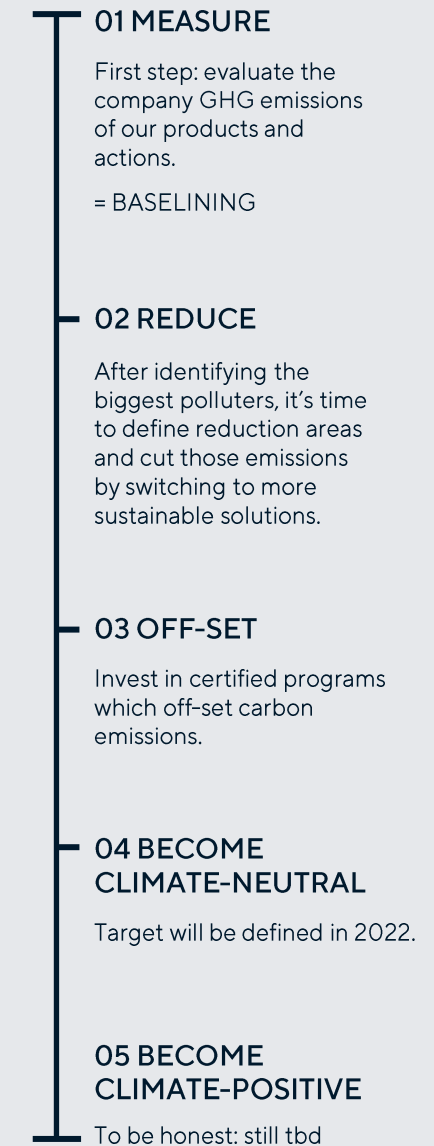 01 MEASURE
First step: evaluate the
company GHG emissions
of our products and
actions.
= BASELINING
02 REDUCE
After identifying the
biggest polluters, it’s time
to define reduction areas
and cut those emissions
by switching to more
sustainable solutions.
03 OFF-SET
Invest in certified programs
which off-set carbon
emissions.
04 BECOME
CLIMATE-NEUTRAL
Target will be defined in 2022.
05 BECOME
CLIMATE-POSITIVE
To be honest: still tbd